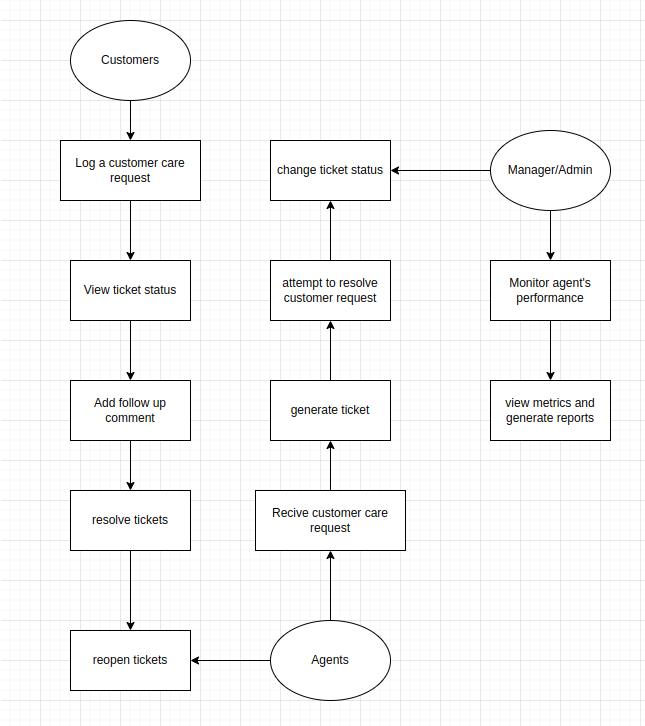 Customers
Log a customer care
request
View ticket status
Add follow up
comment
resolve tickets
reopen tickets
change ticket status
attempt to resolve
customer request
generate ticket
Recive customer care
request
Agents
Manager/Admin
Monitor agent's
performance
view metrics and
generate reports